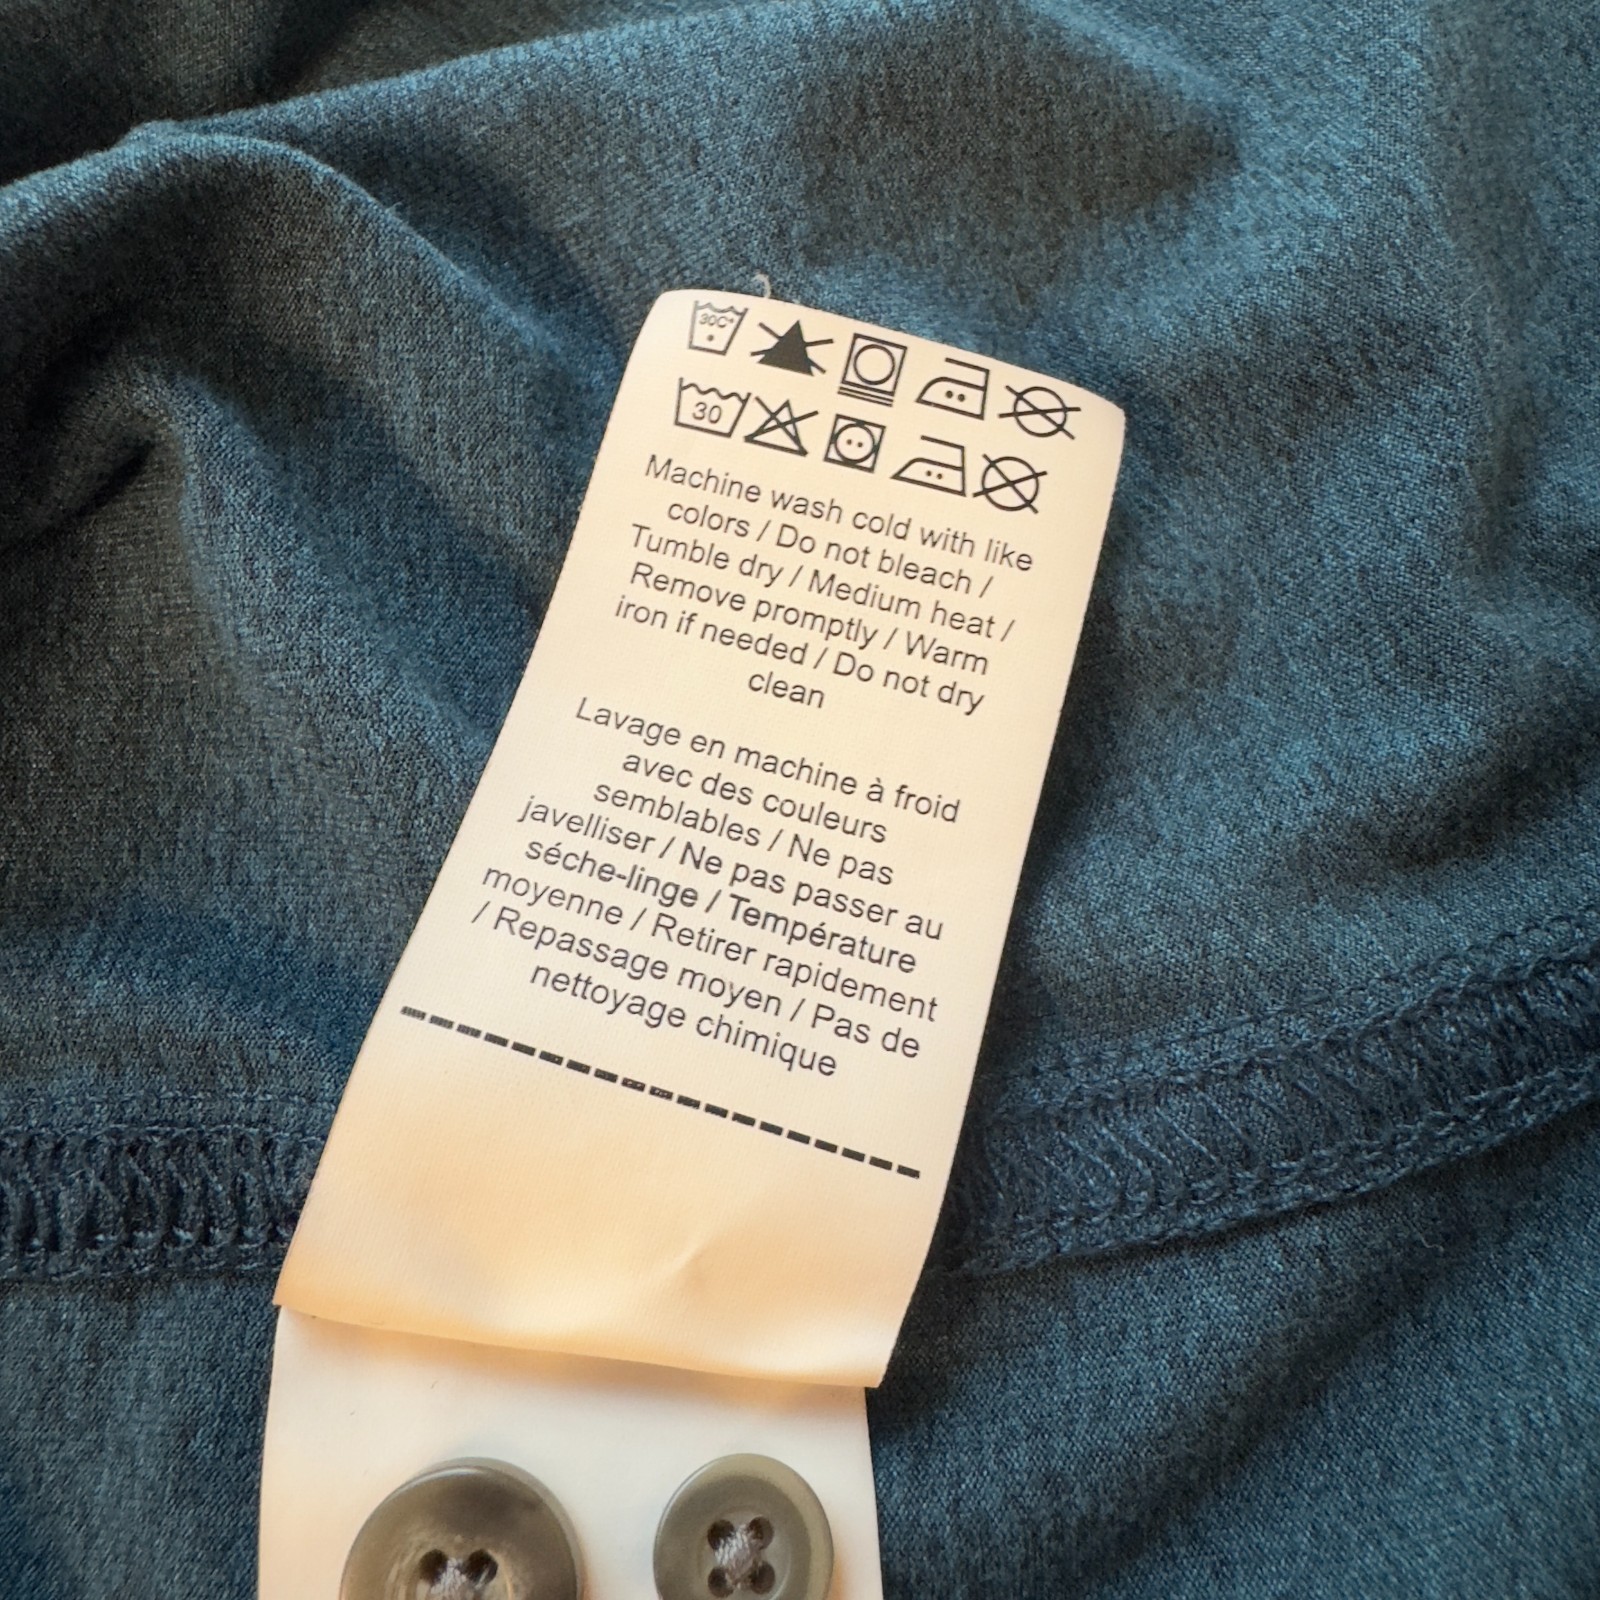 30C°
30
Machine wash cold with like
colors / Do not bleach /
Tumble dry / Medium heat /
Remove promptly / Warm
iron if needed / Do not dry
clean
Lavage en machine à froid
avec des couleurs
semblables / Ne pas
javelliser / Ne pas passer au
séche-linge / Température
moyenne / Retirer rapidement
/ Repassage moyen / Pas de
nettoyage chimique